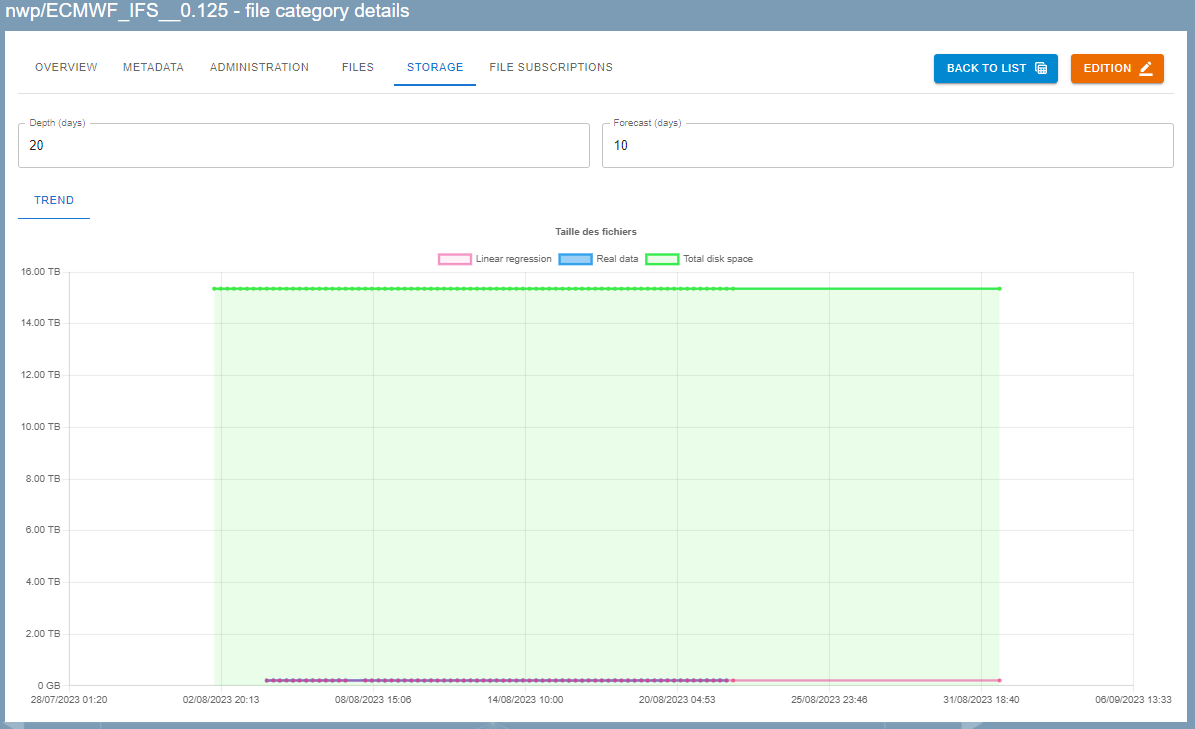 nwp/ECMWF_IFS__0.125 - file category details
OVERVIEW METADATA ADMINISTRATION FILES STORAGE FILE SUBSCRIPTIONS BACK TO LIST EDITION
Depth (days) Forecast (days)
20 10
TREND
Taille des fichiers
Linear regression Real data Total disk space
16.00 TB
14.00 TB
12.00 TB
10.00 TB
8.00 TB
6.00 TB
4.00 TB
2.00 TB
0 GB
28/07/2023 01:20 02/08/2023 20:13 08/08/2023 15:06 14/08/2023 10:00 20/08/2023 04:53 25/08/2023 23:46 31/08/2023 18:40 06/09/2023 13:33